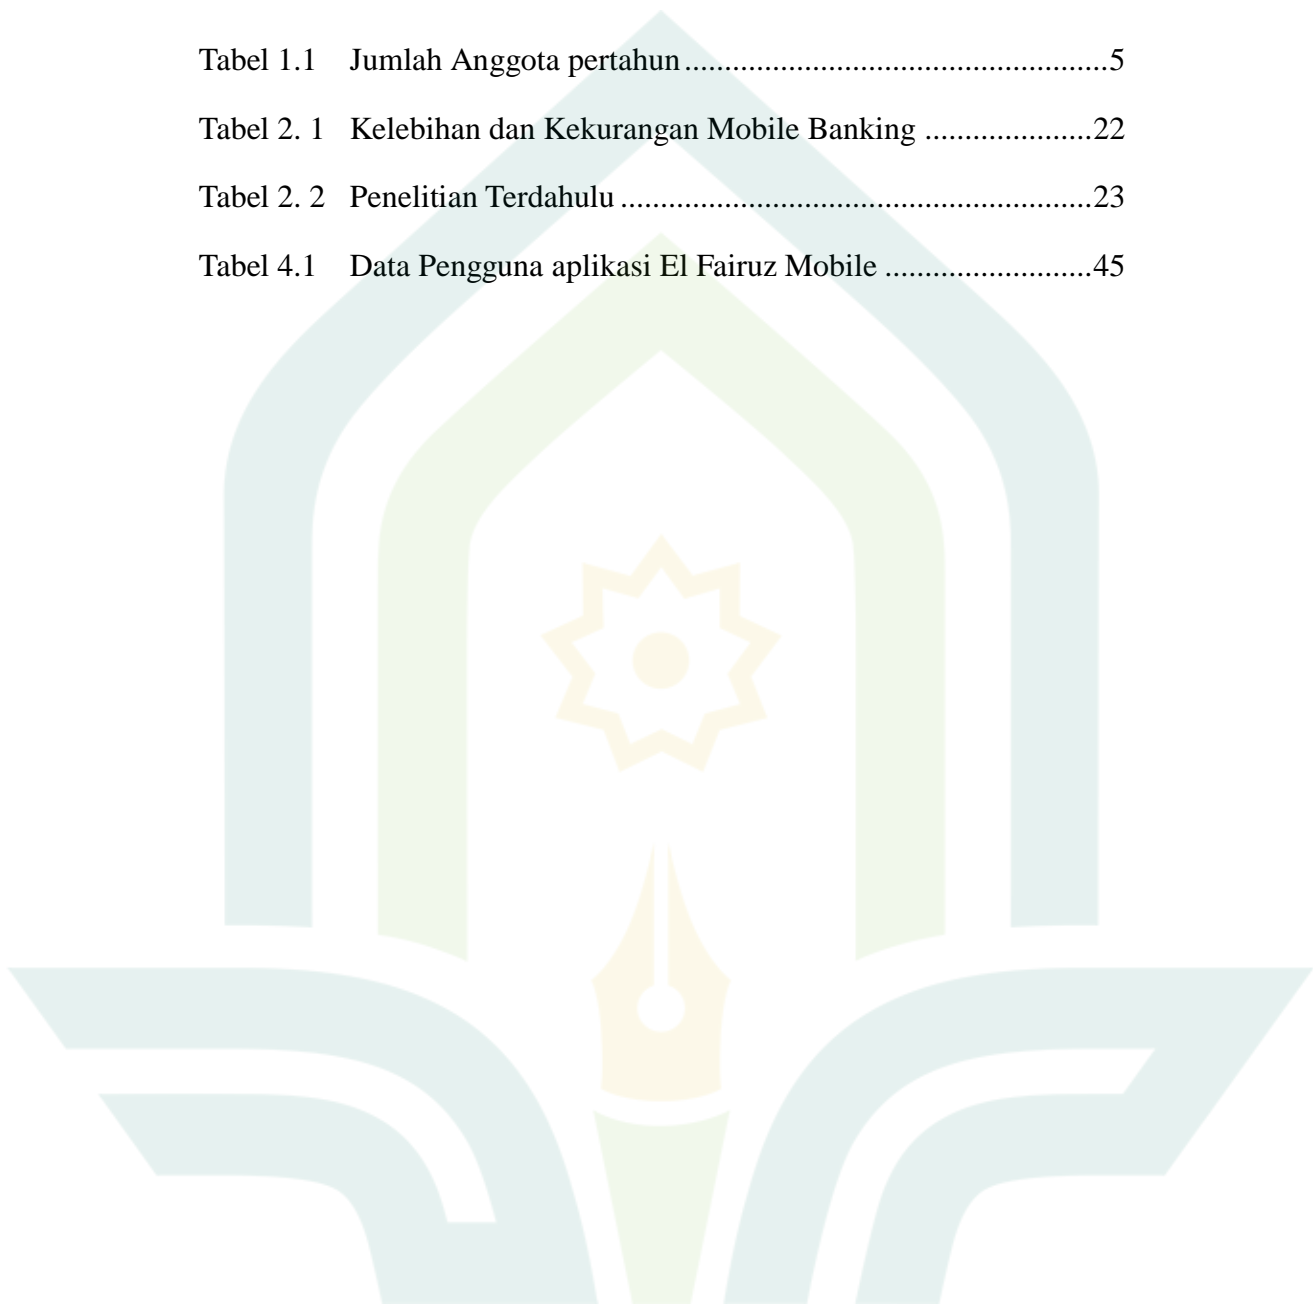 Tabel 1.1 Jumlah Anggota pertahun.....................................................5
Tabel 2. 1 Kelebihan dan Kekurangan Mobile Banking .....................22
Tabel 2. 2 Penelitian Terdahulu ...........................................................23
Tabel 4.1 Data Pengguna aplikasi El Fairuz Mobile ..........................45